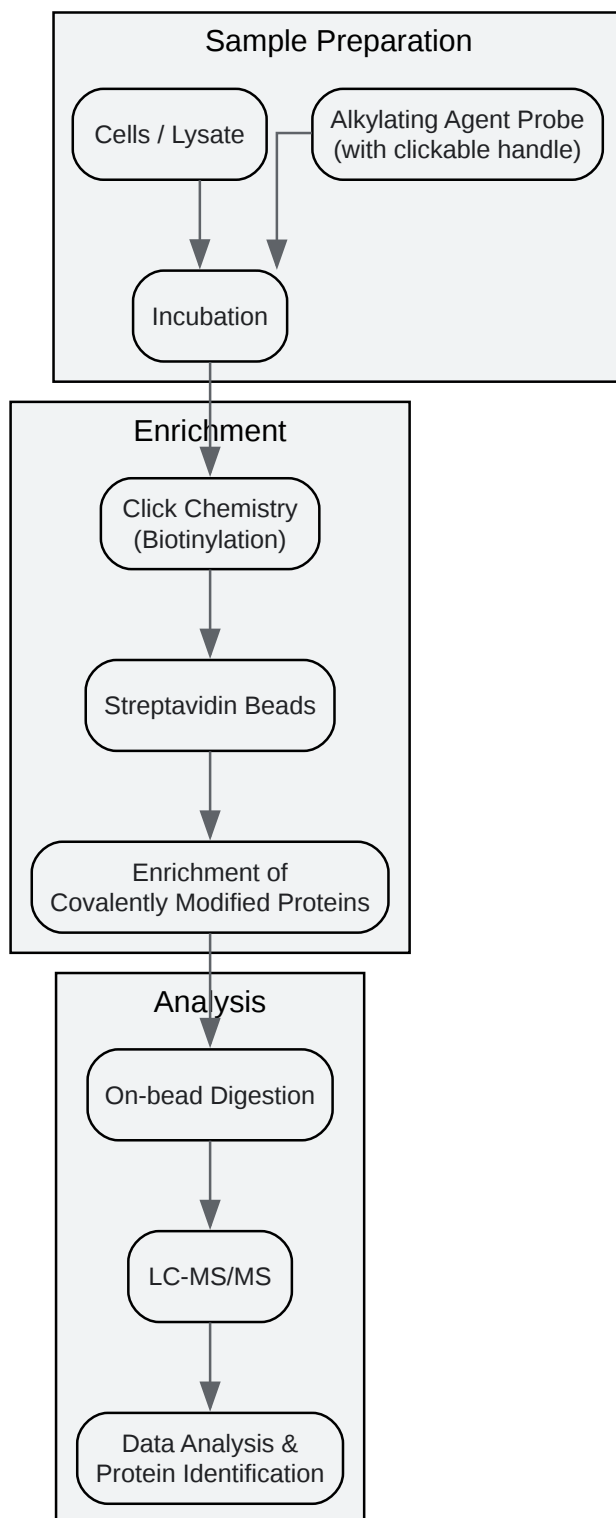 Sample Preparation
Cells / Lysate
Alkylating Agent Probe
(with clickable handle)
Incubation
Enrichment
Click Chemistry
(Biotinylation)
Streptavidin Beads
Enrichment of
Covalently Modified Proteins
Analysis
On-bead Digestion
LC-MS/MS
Data Analysis &
Protein Identification